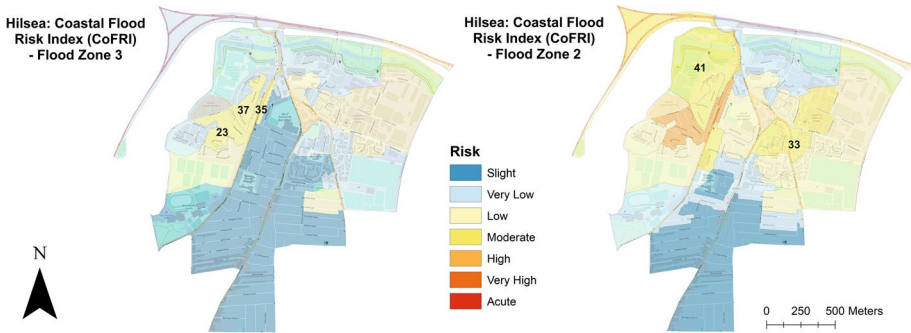 Hilsea: Coastal Flood
Risk Index (CoFRI)
- Flood Zone 3
37
35
23
N
Risk
Slight
Very Low
Low
Moderate
High
Very High
Acute
Hilsea: Coastal Flood
Risk Index (CoFRI)
- Flood Zone 2
41
33
0
250
500 Meters